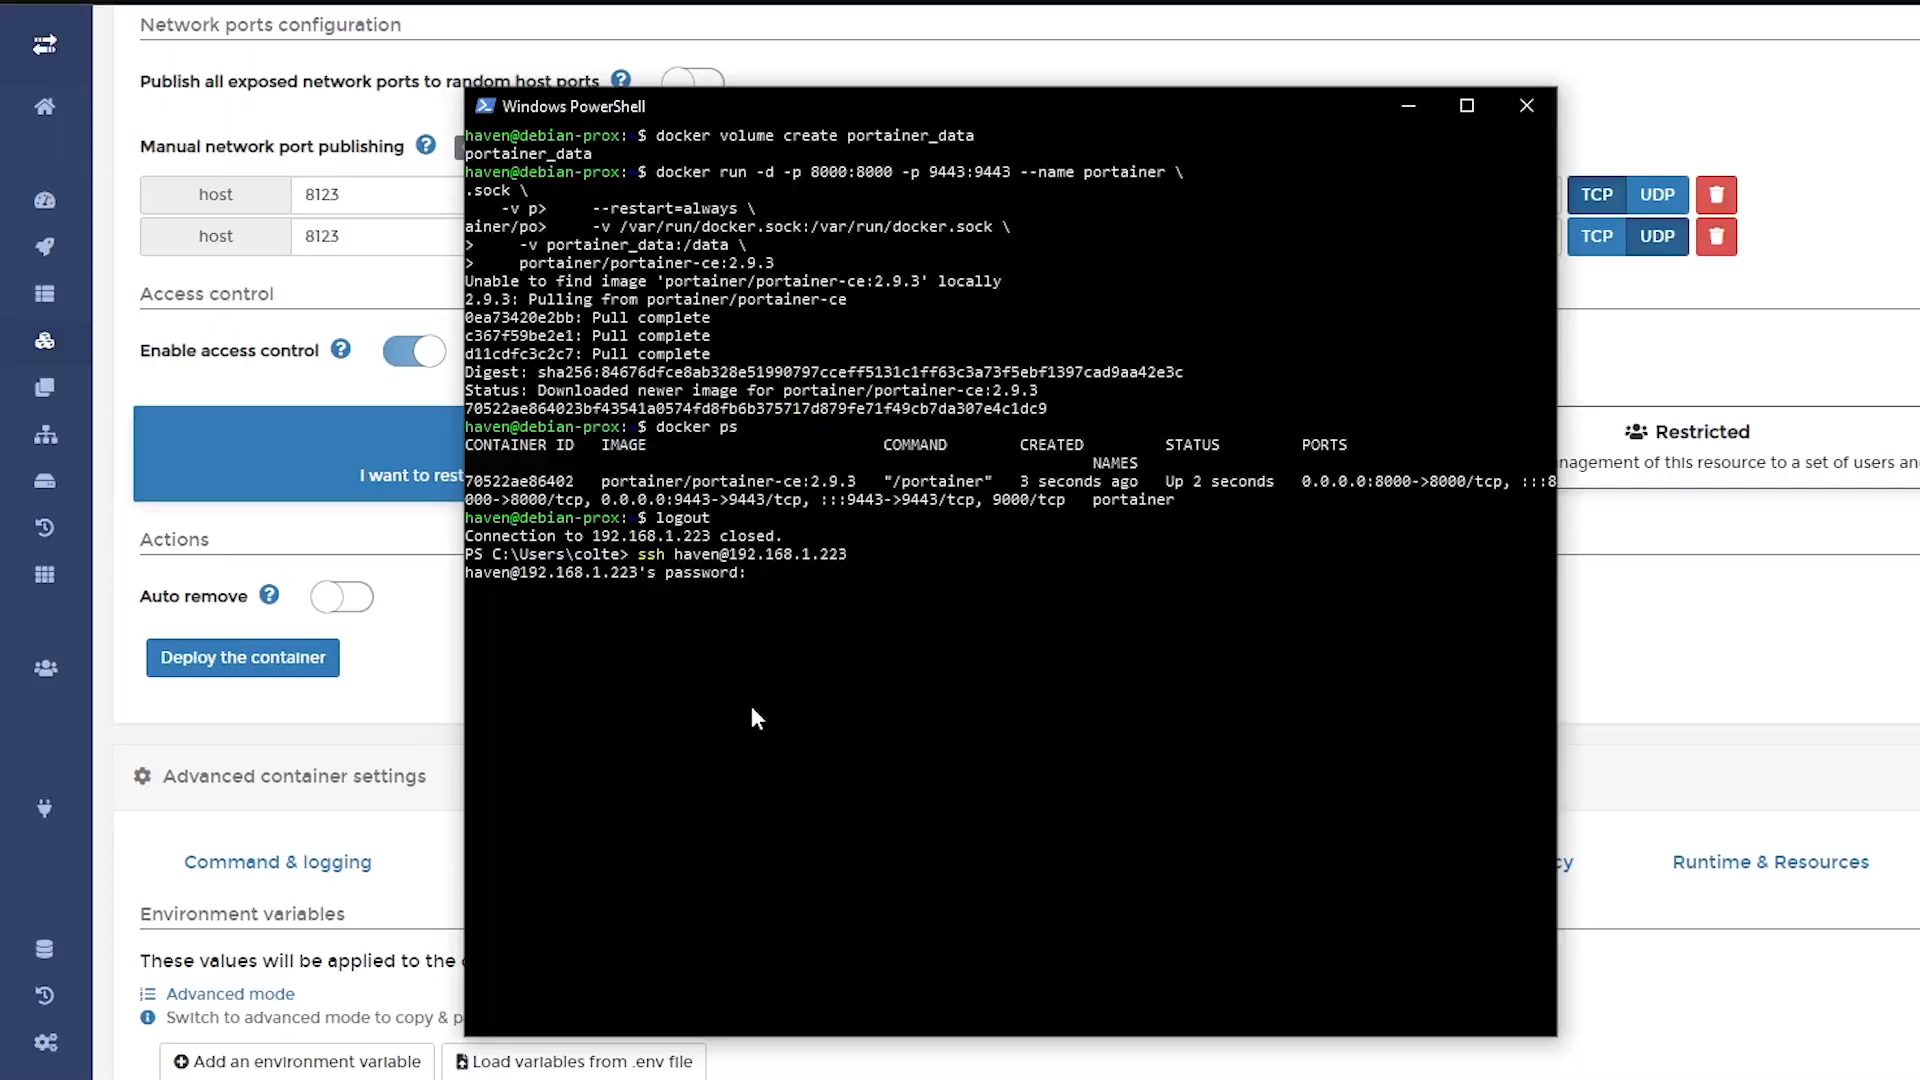 Network ports configuration
Publish all exposed network ports to random host ports
Manual network port publishing
host 8123 TCP UDP
host 8123 TCP UDP
Access control
Enable access control
I want to rest
Restricted
nagement of this resource to a set of users an
Actions
Auto remove
Deploy the container
Advanced container settings
Command & logging
cy
Runtime & Resources
Environment variables
These values will be applied to the
Advanced mode
Switch to advanced mode to copy & p
Add an environment variable
Load variables from .env file
Windows PowerShell
haven@debian-prox: $ docker volume create portainer_data
portainer_data
haven@debian-prox: $ docker run -d -p 8000:8000 -p 9443:9443 --name portainer \
.sock \
-v p> --restart=always \
ainer/po> -v /var/run/docker.sock:/var/run/docker.sock \
> -v portainer_data:/data \
> portainer/portainer-ce:2.9.3
Unable to find image 'portainer/portainer-ce:2.9.3' locally
2.9.3: Pulling from portainer/portainer-ce
0ea73420e2bb: Pull complete
c367f59be2e1: Pull complete
d11cdfc3c2c7: Pull complete
Digest: sha256:84676dfce8ab328e51990797cceff5131c1ff63c3a73f5ebf1397cad9aa42e3c
Status: Downloaded newer image for portainer/portainer-ce:2.9.3
70522ae864023bf43541a0574fd8fb6b375717d879fe71f49cb7da307e4c1dc9
haven@debian-prox: $ docker ps
CONTAINER ID IMAGE COMMAND CREATED STATUS PORTS
NAMES
70522ae86402 portainer/portainer-ce:2.9.3 "/portainer" 3 seconds ago Up 2 seconds 0.0.0.0:8000->8000/tcp, :::8
000->8000/tcp, 0.0.0.0:9443->9443/tcp, :::9443->9443/tcp, 9000/tcp portainer
haven@debian-prox: $ logout
Connection to 192.168.1.223 closed.
PS C:\Users\colte> ssh haven@192.168.1.223
haven@192.168.1.223's password: